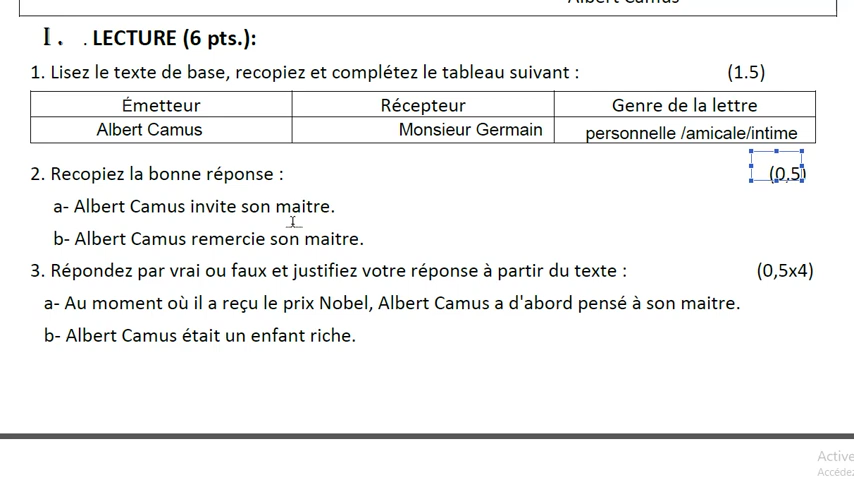 Albert Camus
I. . LECTURE (6 pts.):
1. Lisez le texte de base, recopiez et complétez le tableau suivant : (1.5)
Émetteur Récepteur Genre de la lettre
Albert Camus Monsieur Germain personnelle /amicale/intime
2. Recopiez la bonne réponse : (0.5)
a- Albert Camus invite son maitre.
b- Albert Camus remercie son maitre.
3. Répondez par vrai ou faux et justifiez votre réponse à partir du texte : (0,5x4)
a- Au moment où il a reçu le prix Nobel, Albert Camus a d'abord pensé à son maitre.
b- Albert Camus était un enfant riche.
Active
Accédez